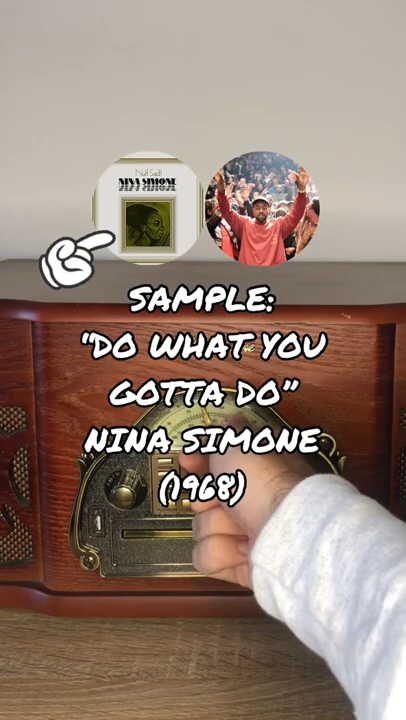 'Nuff Said!
NINA SIMONE
SAMPLE:
"DO WHAT YOU
GOTTA DO"
NINA SIMONE
(1968)